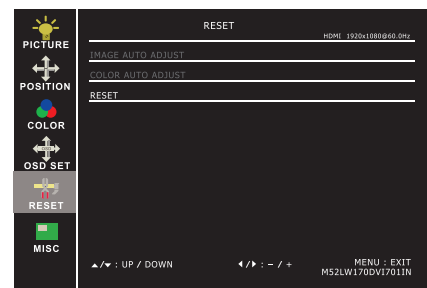 RESET
HDMI 1920x1080@60.0Hz
PICTURE
POSITION
COLOR
OSD SET
RESET
MISC
IMAGE AUTO ADJUST
COLOR AUTO ADJUST
RESET
▲/▼ : UP / DOWN
◀/▶ : – / +
MENU : EXIT
M52LW170DVI701IN